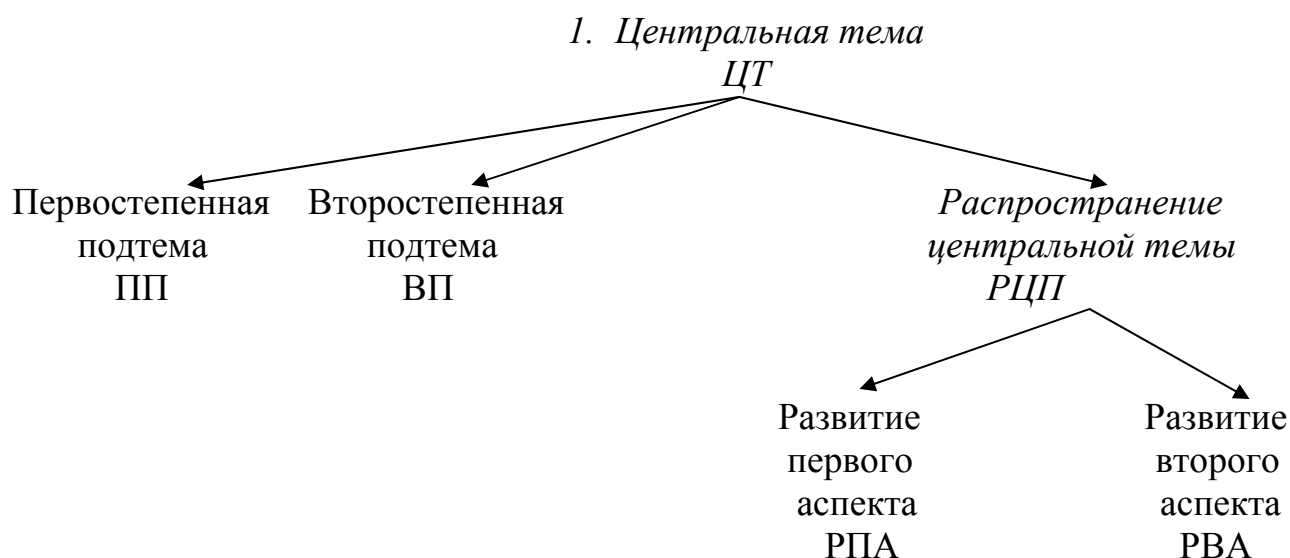 1. Центральная тема
ЦТ
Первостепенная
подтема
ПП
Второстепенная
подтема
ВП
Распространение
центральной темы
РЦП
Развитие
первого
аспекта
РПА
Развитие
второго
аспекта
РВА